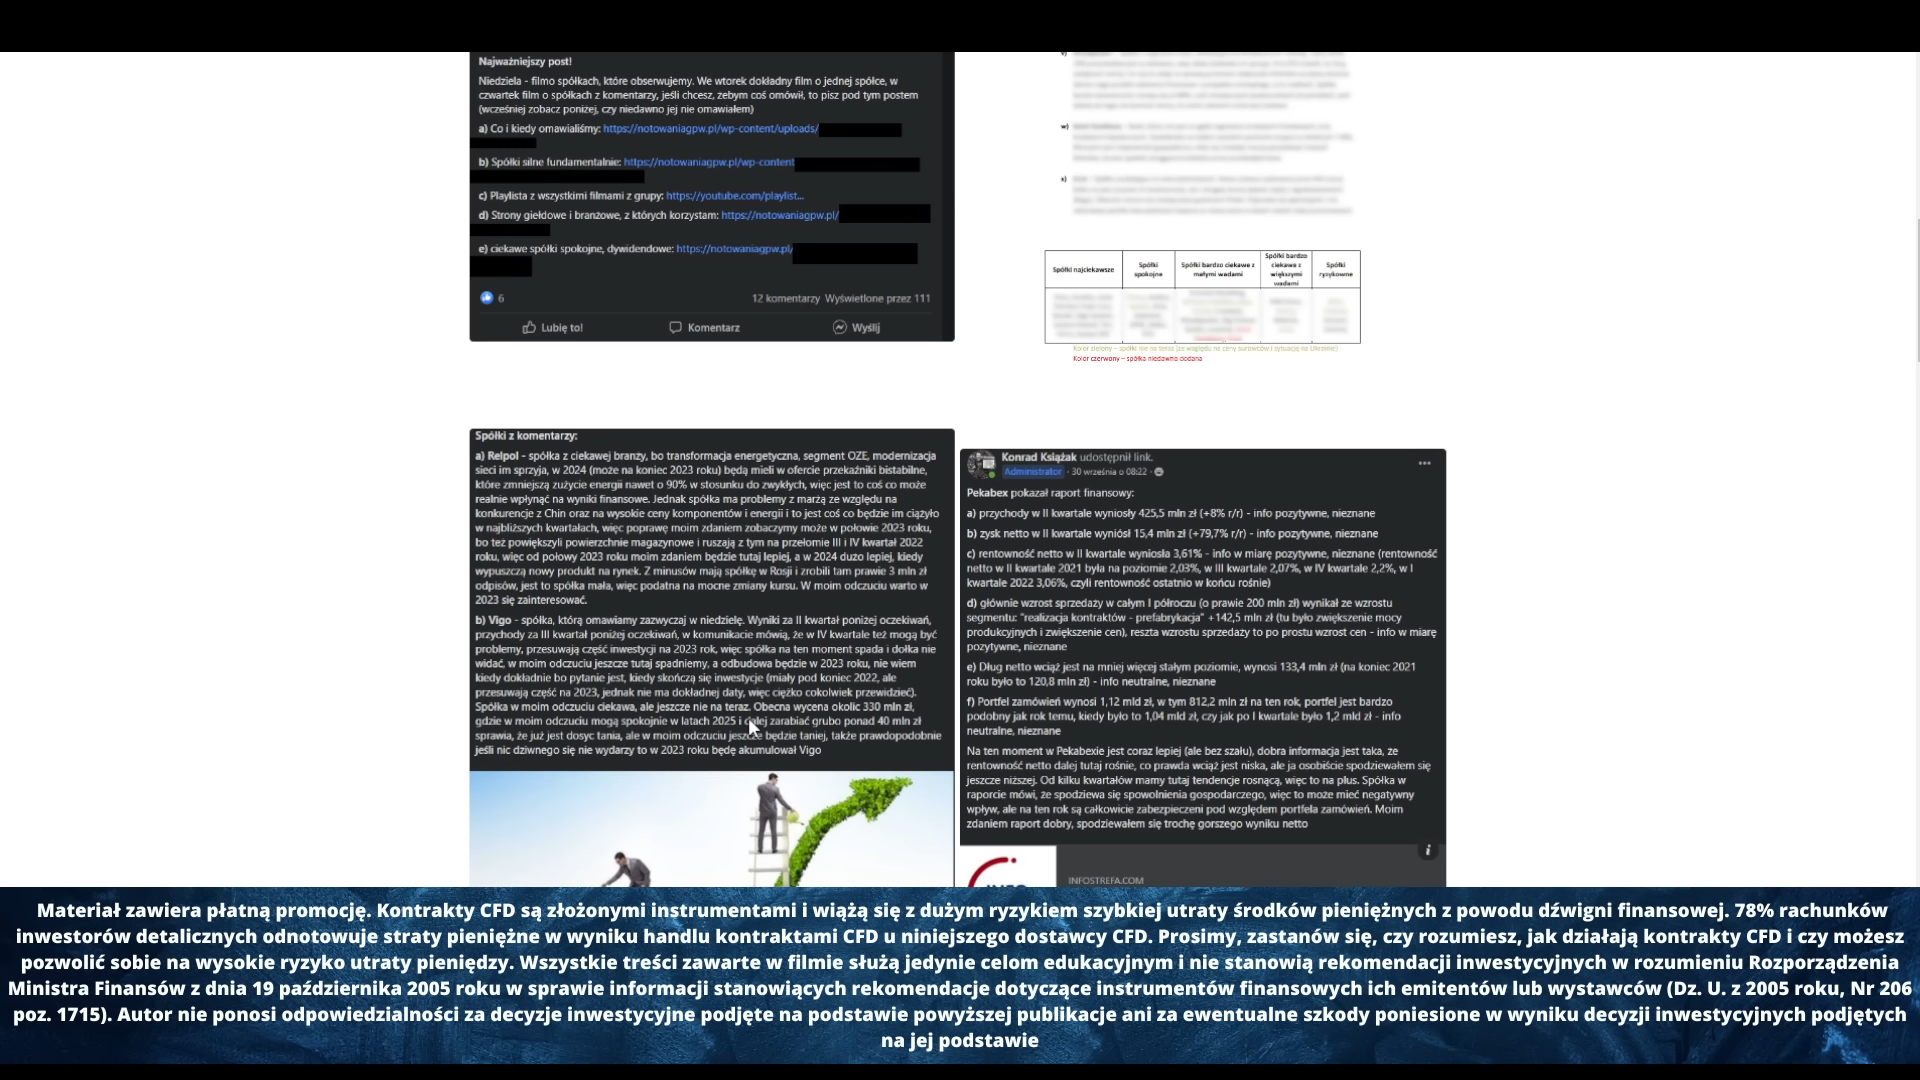 Najważniejszy post!
Niedziela - filmo spółkach, które obserwujemy. We wtorek dokładny film o jednej spółce, w
czwartek film o spółkach z komentarzy, jeśli chcesz, żebym coś omówił, to pisz pod tym postem
(wcześniej zobacz poniżej, czy niedawno jej nie omawiałem)
a) Co i kiedy omawialiśmy: https://notowaniagpw.pl/wp-content/uploads/
b) Spółki silne fundamentalnie: https://notowaniagpw.pl/wp-content
c) Playlista z wszystkimi filmami z grupy: https://youtube.com/playlist...
d) Strony giełdowe i branżowe, z których korzystam: https://notowaniagpw.pl/
e) ciekawe spółki spokojne, dywidendowe: https://notowaniagpw.pl/
6
12 komentarzy Wyświetlone przez 111
Lubię to!
Komentarz
Wyślij
w)
x)
Spółki najciekawsze
Spółki spokojne
Spółki bardzo ciekawe z małymi wadami
Spółki bardzo ciekawe z większymi wadami
Spółki ryzykowne
Kolor zielony – spółki nie na teraz (ze względu na ceny surowców i sytuację na Ukrainie)
Kolor czerwony – spółka niedawno dodana
Spółki z komentarzy:
a) Relpol - spółka z ciekawej branży, bo transformacja energetyczna, segment OZE, modernizacja
sieci im sprzyja, w 2024 (może na koniec 2023 roku) będą mieli w ofercie przekaźniki bistabilne,
które zmniejszą zużycie energii nawet o 90% w stosunku do zwykłych, więc jest to coś co może
realnie wpłynąć na wyniki finansowe. Jednak spółka ma problemy z marżą ze względu na
konkurencje z Chin oraz na wysokie ceny komponentów i energii i to jest coś co będzie im ciążyło
w najbliższych kwartałach, więc poprawę moim zdaniem zobaczymy może w połowie 2023 roku,
bo też powiększyli powierzchnie magazynowe i ruszają z tym na przełomie III i IV kwartał 2022
roku, więc od połowy 2023 roku moim zdaniem będzie tutaj lepiej, a w 2024 dużo lepiej, kiedy
wypuszczą nowy produkt na rynek. Z minusów mają spółkę w Rosji i zrobili tam prawie 3 mln zł
odpisów, jest to spółka mała, więc podatna na mocne zmiany kursu. W moim odczuciu warto w
2023 się zainteresować.
b) Vigo - spółka, którą omawiamy zazwyczaj w niedzielę. Wyniki za II kwartał poniżej oczekiwań,
przychody za III kwartał poniżej oczekiwań, w komunikacie mówią, że w IV kwartale też mogą być
problemy, przesuwają część inwestycji na 2023 rok, więc spółka na ten moment spada i dołka nie
widać, w moim odczuciu jeszcze tutaj spadniemy, a odbudowa będzie w 2023 roku, nie wiem
kiedy dokładnie bo pytanie jest, kiedy skończą się inwestycje (miały pod koniec 2022, ale
przesuwają część na 2023, jednak nie ma dokładnej daty, więc ciężko cokolwiek przewidzieć).
Spółka w moim odczuciu ciekawa, ale jeszcze nie na teraz. Obecna wycena okolic 330 mln zł,
gdzie w moim odczuciu mogą spokojnie w latach 2025 i dalej zarabiać grubo ponad 40 mln zł
sprawia, że już jest dosyc tania, ale w moim odczuciu jeszcze będzie taniej, także prawdopodobnie
jeśli nic dziwnego się nie wydarzy to w 2023 roku będę akumulował Vigo
Konrad Książak udostępnił link.
Administrator · 30 września o 08:22 ·
Pekabex pokazał raport finansowy:
a) przychody w II kwartale wyniosły 425,5 mln zł (+8% r/r) - info pozytywne, nieznane
b) zysk netto w II kwartale wyniósł 15,4 mln zł (+79,7% r/r) - info pozytywne, nieznane
c) rentowność netto w II kwartale wyniosła 3,61% - info w miarę pozytywne, nieznane (rentowność
netto w II kwartale 2021 była na poziomie 2,03%, w III kwartale 2,07%, w IV kwartale 2,2%, w I
kwartale 2022 3,06%, czyli rentowność ostatnio w końcu rośnie)
d) głównie wzrost sprzedaży w całym I półroczu (o prawie 200 mln zł) wynikał ze wzrostu
segmentu: "realizacja kontraktów - prefabrykacja" +142,5 mln zł (tu było zwiększenie mocy
produkcyjnych i zwiększenie cen), reszta wzrostu sprzedaży to po prostu wzrost cen - info w miarę
pozytywne, nieznane
e) Dług netto wciąż jest na mniej więcej stałym poziomie, wynosi 133,4 mln zł (na koniec 2021
roku było to 120,8 mln zł) - info neutralne, nieznane
f) Portfel zamówień wynosi 1,12 mld zł, w tym 812,2 mln zł na ten rok, portfel jest bardzo
podobny jak rok temu, kiedy było to 1,04 mld zł, czy jak po I kwartale było 1,2 mld zł - info
neutralne, nieznane
Na ten moment w Pekabexie jest coraz lepiej (ale bez szału), dobra informacja jest taka, ze
rentowność netto dalej tutaj rośnie, co prawda wciąż jest niska, ale ja osobiście spodziewałem się
jeszcze niższej. Od kilku kwartałów mamy tutaj tendencje rosnącą, więc to na plus. Spółka w
raporcie mówi, że spodziewa się spowolnienia gospodarczego, więc to może mieć negatywny
wpływ, ale na ten rok są całkowicie zabezpieczeni pod względem portfela zamówień. Moim
zdaniem raport dobry, spodziewałem się trochę gorszego wyniku netto
INFOSTREFA.COM
Materiał zawiera płatną promocję. Kontrakty CFD są złożonymi instrumentami i wiążą się z dużym ryzykiem szybkiej utraty środków pieniężnych z powodu dźwigni finansowej. 78% rachunków
inwestorów detalicznych odnotowuje straty pieniężne w wyniku handlu kontraktami CFD u niniejszego dostawcy CFD. Prosimy, zastanów się, czy rozumiesz, jak działają kontrakty CFD i czy możesz
pozwolić sobie na wysokie ryzyko utraty pieniędzy. Wszystkie treści zawarte w filmie służą jedynie celom edukacyjnym i nie stanowią rekomendacji inwestycyjnych w rozumieniu Rozporządzenia
Ministra Finansów z dnia 19 października 2005 roku w sprawie informacji stanowiących rekomendacje dotyczące instrumentów finansowych ich emitentów lub wystawców (Dz. U. z 2005 roku, Nr 206
poz. 1715). Autor nie ponosi odpowiedzialności za decyzje inwestycyjne podjęte na podstawie powyższej publikacje ani za ewentualne szkody poniesione w wyniku decyzji inwestycyjnych podjętych
na jej podstawie